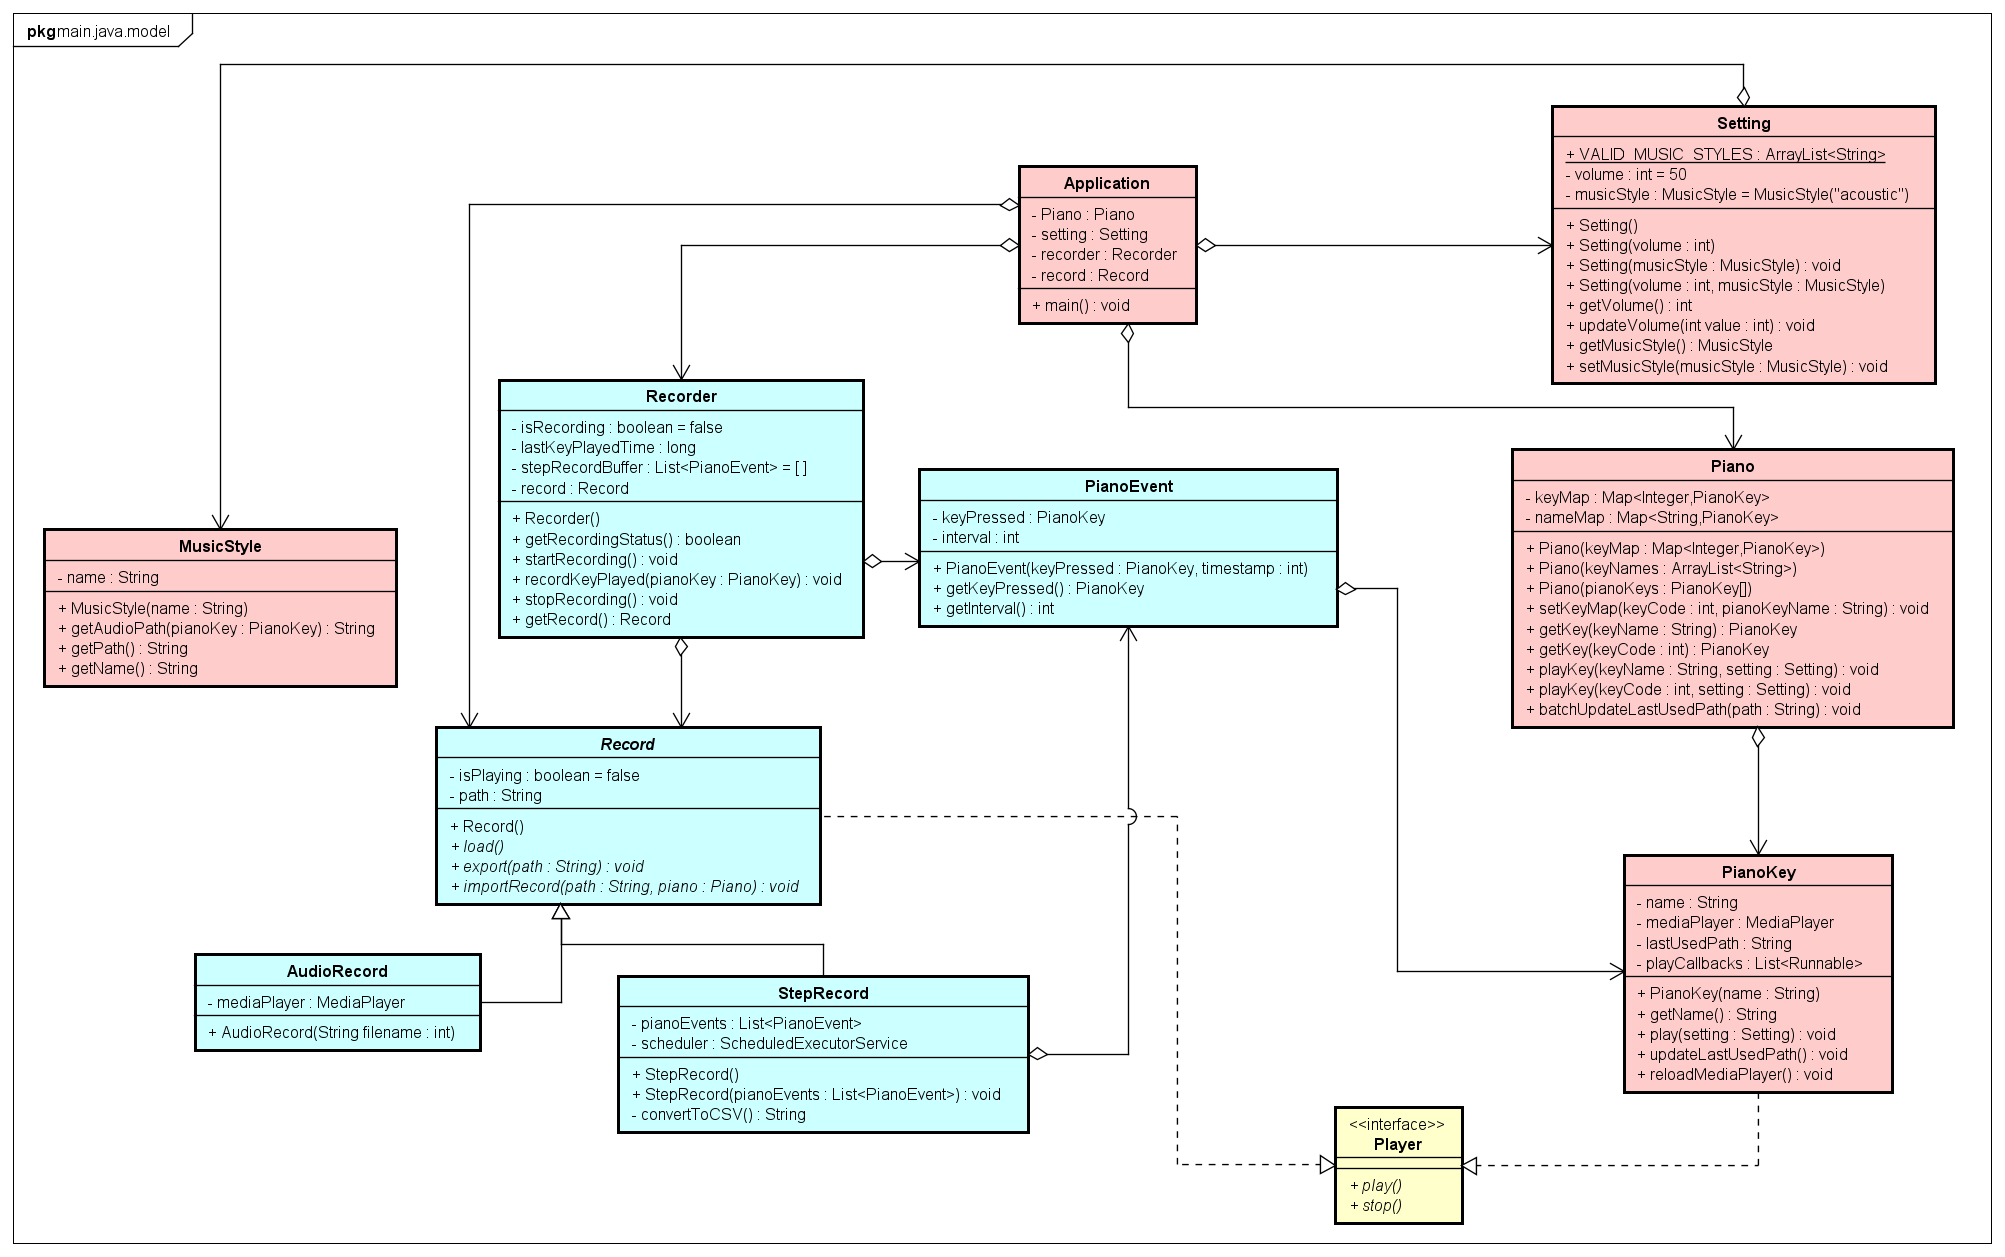 pkg main.java.model
Setting
+ VALID_MUSIC_STYLES : ArrayList<String>
- volume : int = 50
- musicStyle : MusicStyle = MusicStyle("acoustic")
+ Setting()
+ Setting(volume : int)
+ Setting(musicStyle : MusicStyle) : void
+ Setting(volume : int, musicStyle : MusicStyle)
+ getVolume() : int
+ updateVolume(int value : int) : void
+ getMusicStyle() : MusicStyle
+ setMusicStyle(musicStyle : MusicStyle) : void
Application
- Piano : Piano
- setting : Setting
- recorder : Recorder
- record : Record
+ main() : void
Recorder
- isRecording : boolean = false
- lastKeyPlayedTime : long
- stepRecordBuffer : List<PianoEvent> = [ ]
- record : Record
+ Recorder()
+ getRecordingStatus() : boolean
+ startRecording() : void
+ recordKeyPlayed(pianoKey : PianoKey) : void
+ stopRecording() : void
+ getRecord() : Record
PianoEvent
- keyPressed : PianoKey
- interval : int
+ PianoEvent(keyPressed : PianoKey, timestamp : int)
+ getKeyPressed() : PianoKey
+ getInterval() : int
Piano
- keyMap : Map<Integer,PianoKey>
- nameMap : Map<String,PianoKey>
+ Piano(keyMap : Map<Integer,PianoKey>)
+ Piano(keyNames : ArrayList<String>)
+ Piano(pianoKeys : PianoKey[])
+ setKeyMap(keyCode : int, pianoKeyName : String) : void
+ getKey(keyName : String) : PianoKey
+ getKey(keyCode : int) : PianoKey
+ playKey(keyName : String, setting : Setting) : void
+ playKey(keyCode : int, setting : Setting) : void
+ batchUpdateLastUsedPath(path : String) : void
MusicStyle
- name : String
+ MusicStyle(name : String)
+ getAudioPath(pianoKey : PianoKey) : String
+ getPath() : String
+ getName() : String
Record
- isPlaying : boolean = false
- path : String
+ Record()
+ load()
+ export(path : String) : void
+ importRecord(path : String, piano : Piano) : void
PianoKey
- name : String
- mediaPlayer : MediaPlayer
- lastUsedPath : String
- playCallbacks : List<Runnable>
+ PianoKey(name : String)
+ getName() : String
+ play(setting : Setting) : void
+ updateLastUsedPath() : void
+ reloadMediaPlayer() : void
AudioRecord
- mediaPlayer : MediaPlayer
+ AudioRecord(String filename : int)
StepRecord
- pianoEvents : List<PianoEvent>
- scheduler : ScheduledExecutorService
+ StepRecord()
+ StepRecord(pianoEvents : List<PianoEvent>) : void
- convertToCSV() : String
<<interface>>
Player
+ play()
+ stop()